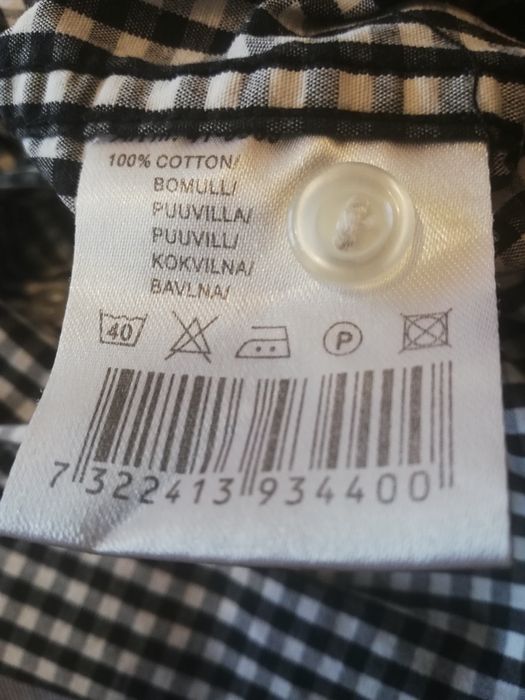 100% COTTON/
BOMULL/
PUUVILLA/
PUUVILL/
KOKVILNA/
BAVLNA/
40 P
7 322413 934400